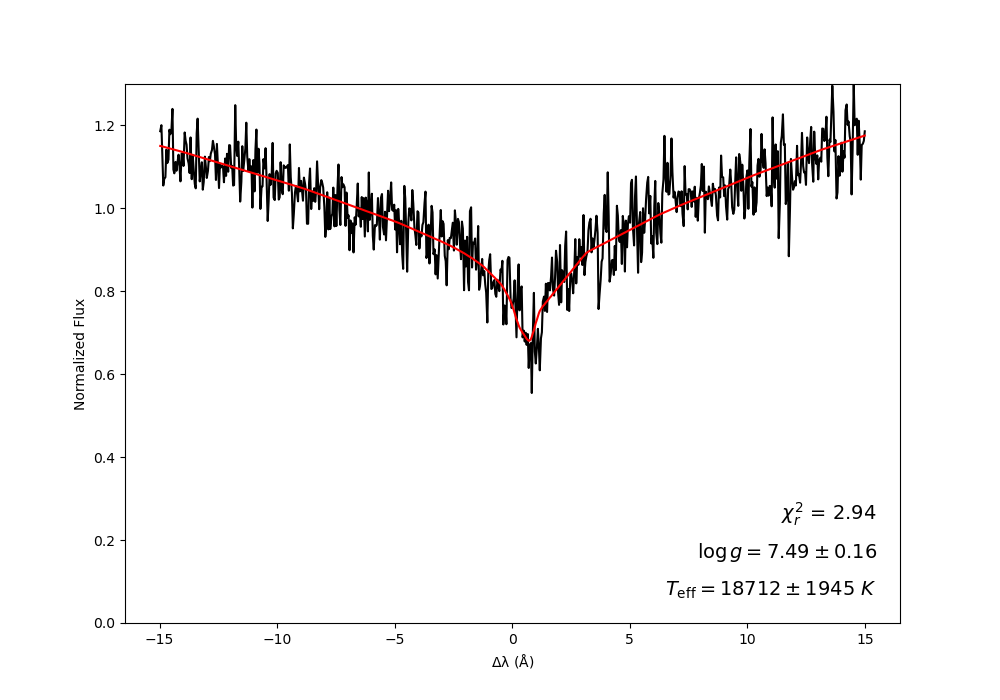 1.2
1.0
0.8
0.6
0.4
0.2
0.0
Normalized Flux
χ²ᵣ = 2.94
log g = 7.49 ± 0.16
T_eff = 18712 ± 1945 K
−15 −10 −5 0 5 10 15
Δλ (Å)